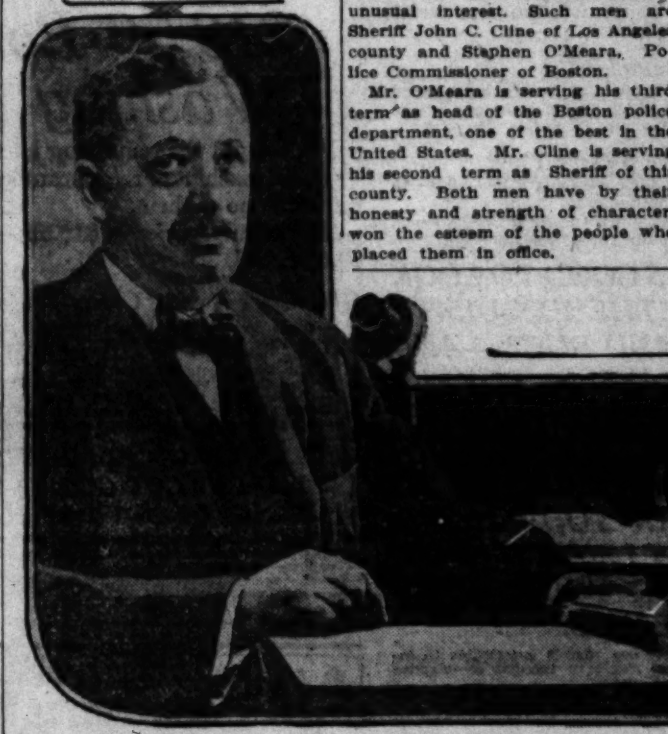 unusual interest. Such men are
Sheriff John C. Cline of Los Angeles
county and Stephen O'Meara, Po-
lice Commissioner of Boston.
Mr. O'Meara is serving his third
term as head of the Boston police
department, one of the best in the
United States. Mr. Cline is serving
his second term as Sheriff of this
county. Both men have by that
honesty and strength of character
won the esteem of the people who
placed them in office.